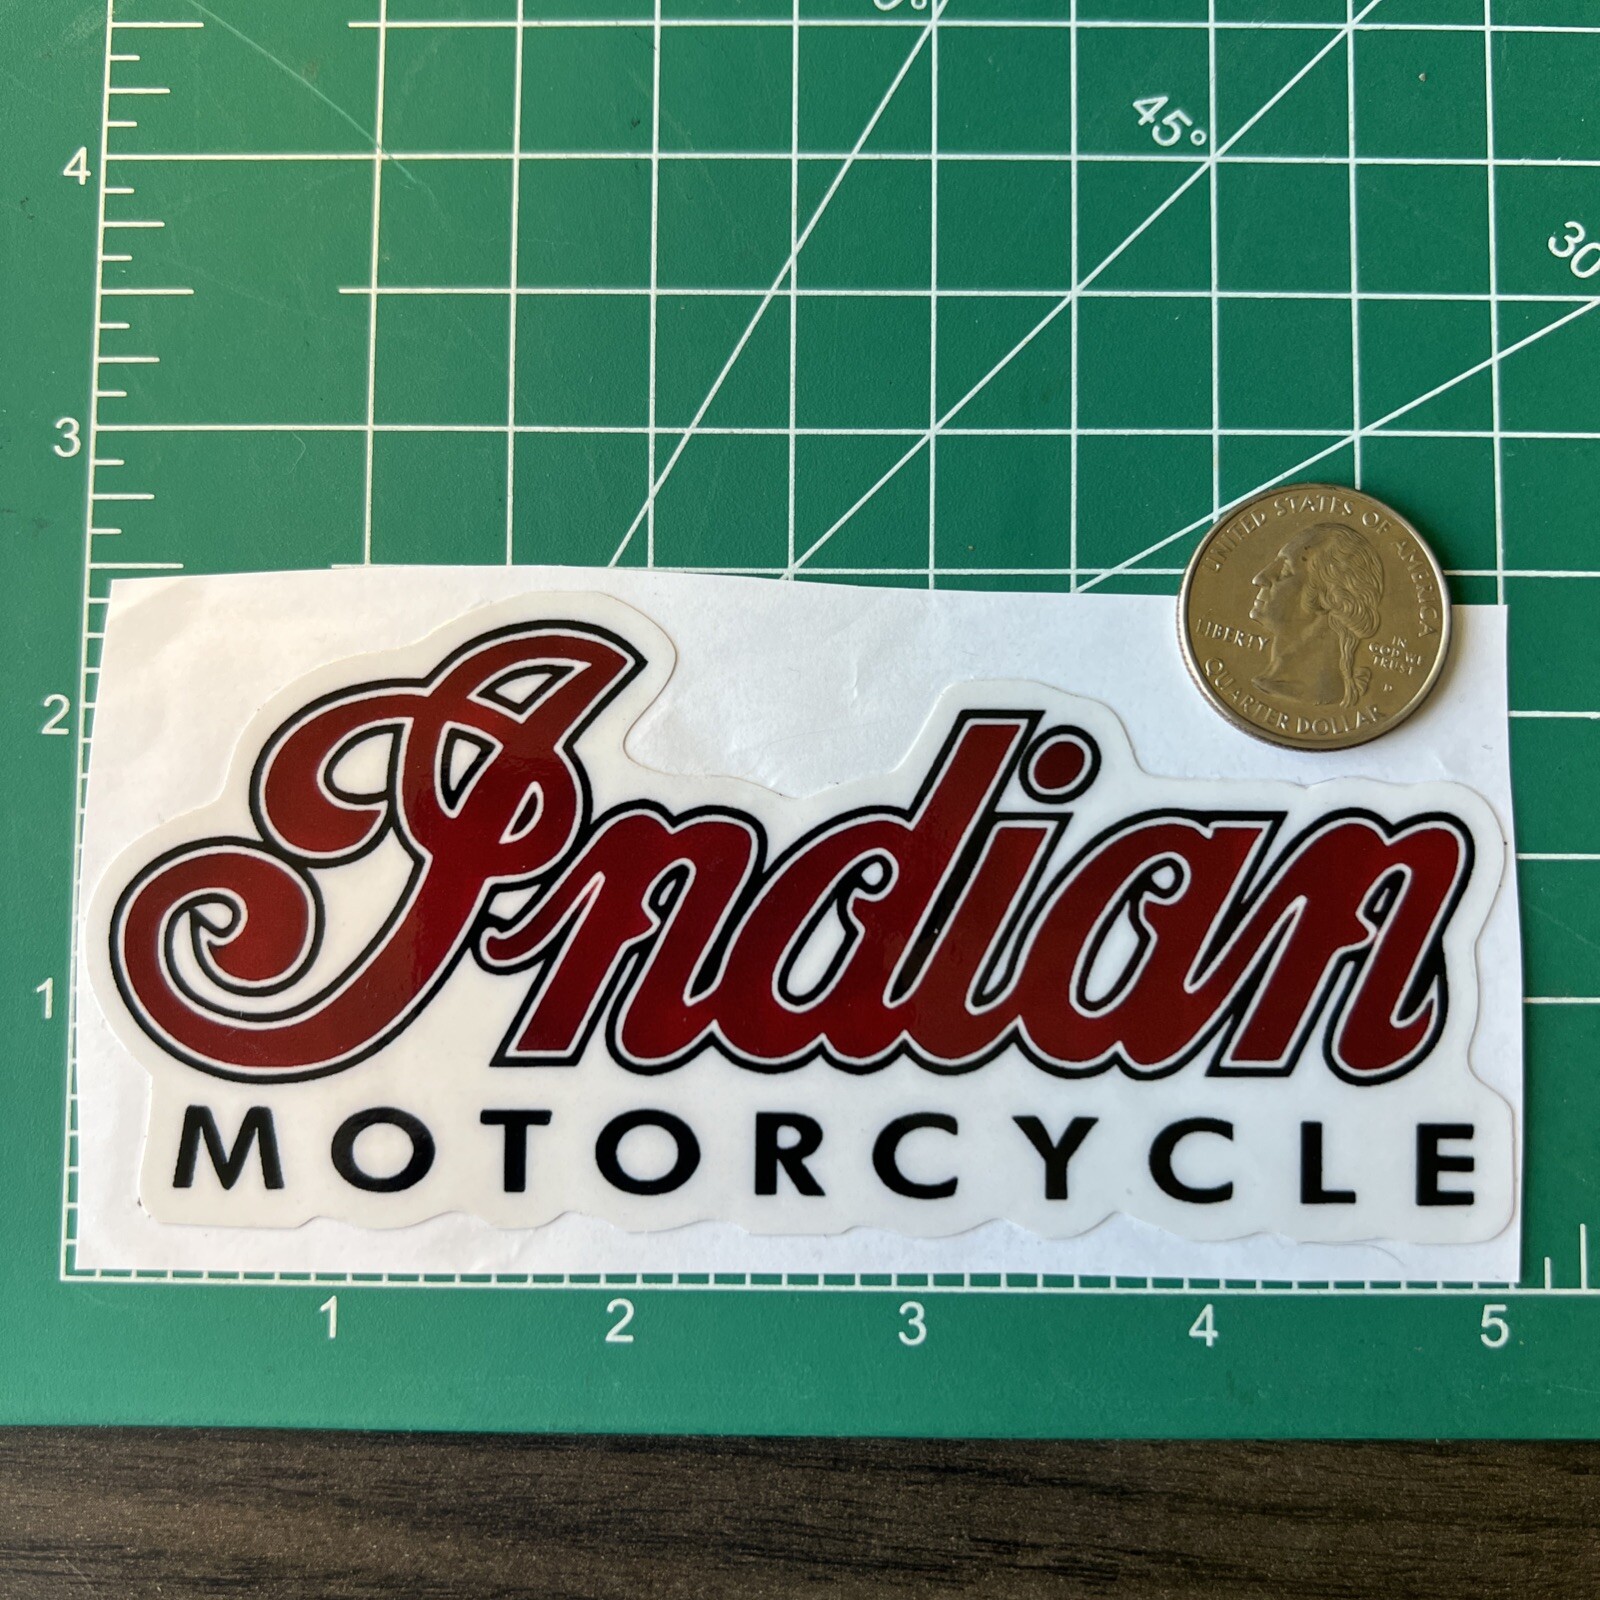 45°
4
30
3
UNITED STATES OF AMERICA
LIBERTY
IN
GOD WE
TRUST
P
QUARTER DOLLAR
2
Indian
1
MOTORCYCLE
1 2 3 4 5